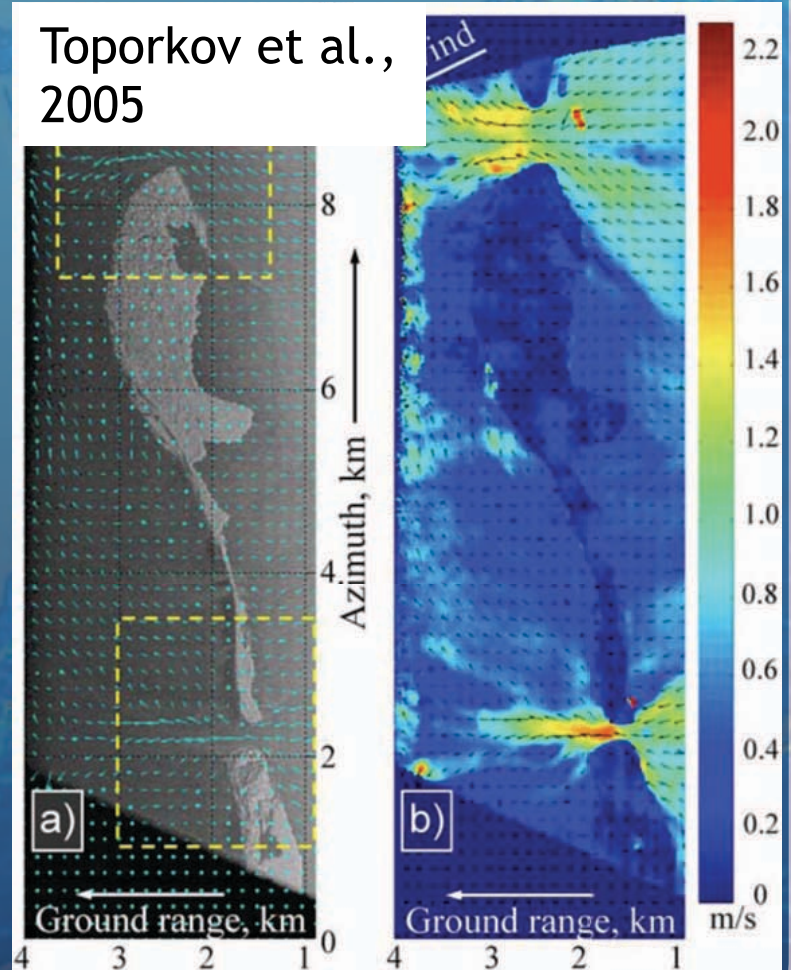 Toporkov et al.,
2005
ind
8
6
4
2
0
Azimuth, km
a)
Ground range, km
4 3 2 1
b)
Ground range, km
4 3 2 1
2.2
2.0
1.8
1.6
1.4
1.2
1.0
0.8
0.6
0.4
0.2
0
m/s